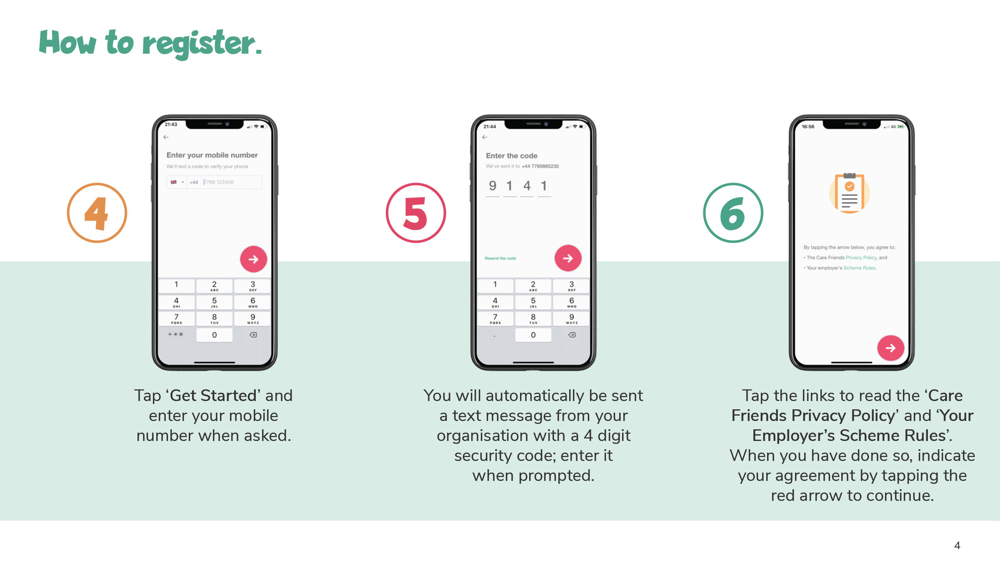 How to register.
4
21:43
Enter your mobile number
We'll text a code to verify your phone
+44 7788 123456
1 2 3
ABC DEF
4 5 6
GHI JKL MNO
7 8 9
PQRS TUV WXYZ
+*# 0
Tap ‘Get Started’ and
enter your mobile
number when asked.
5
21:44
Enter the code
We've sent it to +44 7789885230
9 1 4 1
Resend the code
1 2 3
ABC DEF
4 5 6
GHI JKL MNO
7 8 9
PQRS TUV WXYZ
. 0
You will automatically be sent
a text message from your
organisation with a 4 digit
security code; enter it
when prompted.
6
16:56 4G
By tapping the arrow below, you agree to:
• The Care Friends Privacy Policy, and
• Your employer's Scheme Rules.
Tap the links to read the ‘Care
Friends Privacy Policy’ and ‘Your
Employer’s Scheme Rules’.
When you have done so, indicate
your agreement by tapping the
red arrow to continue.
4